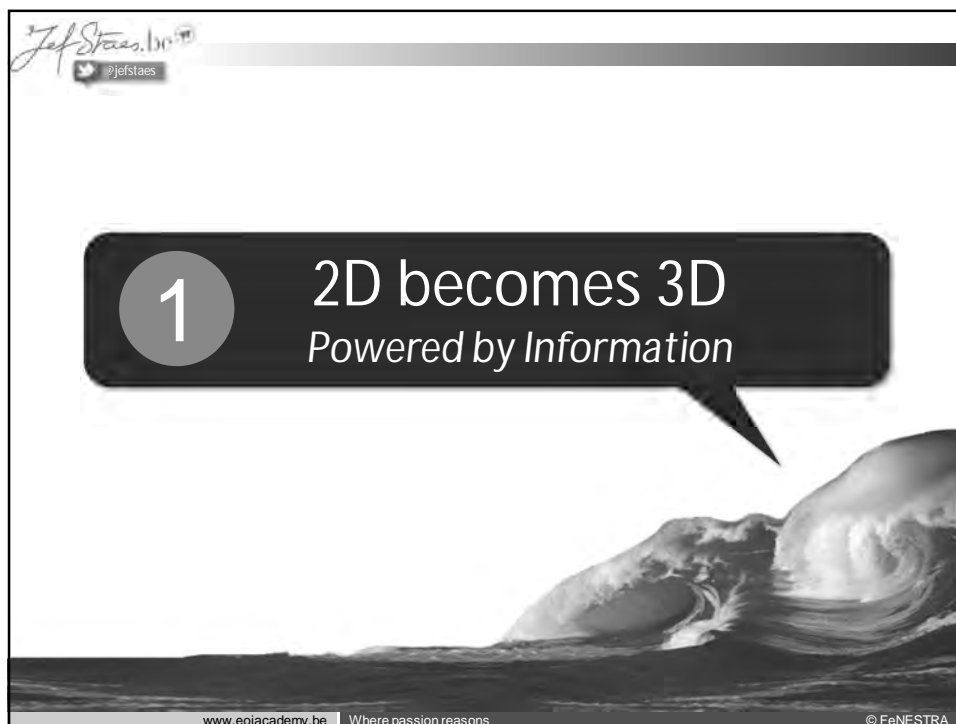 JefStaes.be
@jefstaes
1
2D becomes 3D
Powered by Information
www.eoiacademy.be
Where passion reasons
© FeNESTRA